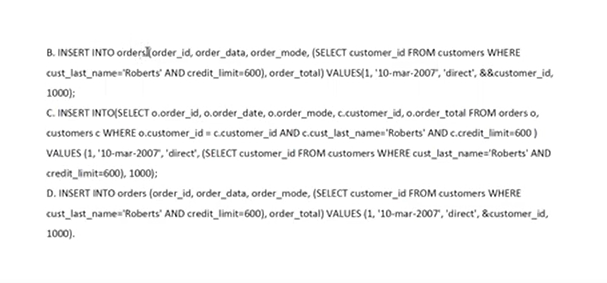 B. INSERT INTO orders(order_id, order_data, order_mode, (SELECT customer_id FROM customers WHERE
cust_last_name='Roberts' AND credit_limit=600), order_total) VALUES(1, '10-mar-2007', 'direct', &&customer_id,
1000);
C. INSERT INTO(SELECT o.order_id, o.order_date, o.order_mode, c.customer_id, o.order_total FROM orders o,
customers c WHERE o.customer_id = c.customer_id AND c.cust_last_name='Roberts' AND c.credit_limit=600 )
VALUES (1, '10-mar-2007', 'direct', (SELECT customer_id FROM customers WHERE cust_last_name='Roberts' AND
credit_limit=600), 1000);
D. INSERT INTO orders (order_id, order_data, order_mode, (SELECT customer_id FROM customers WHERE
cust_last_name='Roberts' AND credit_limit=600), order_total) VALUES (1, '10-mar-2007', 'direct', &customer_id,
1000).